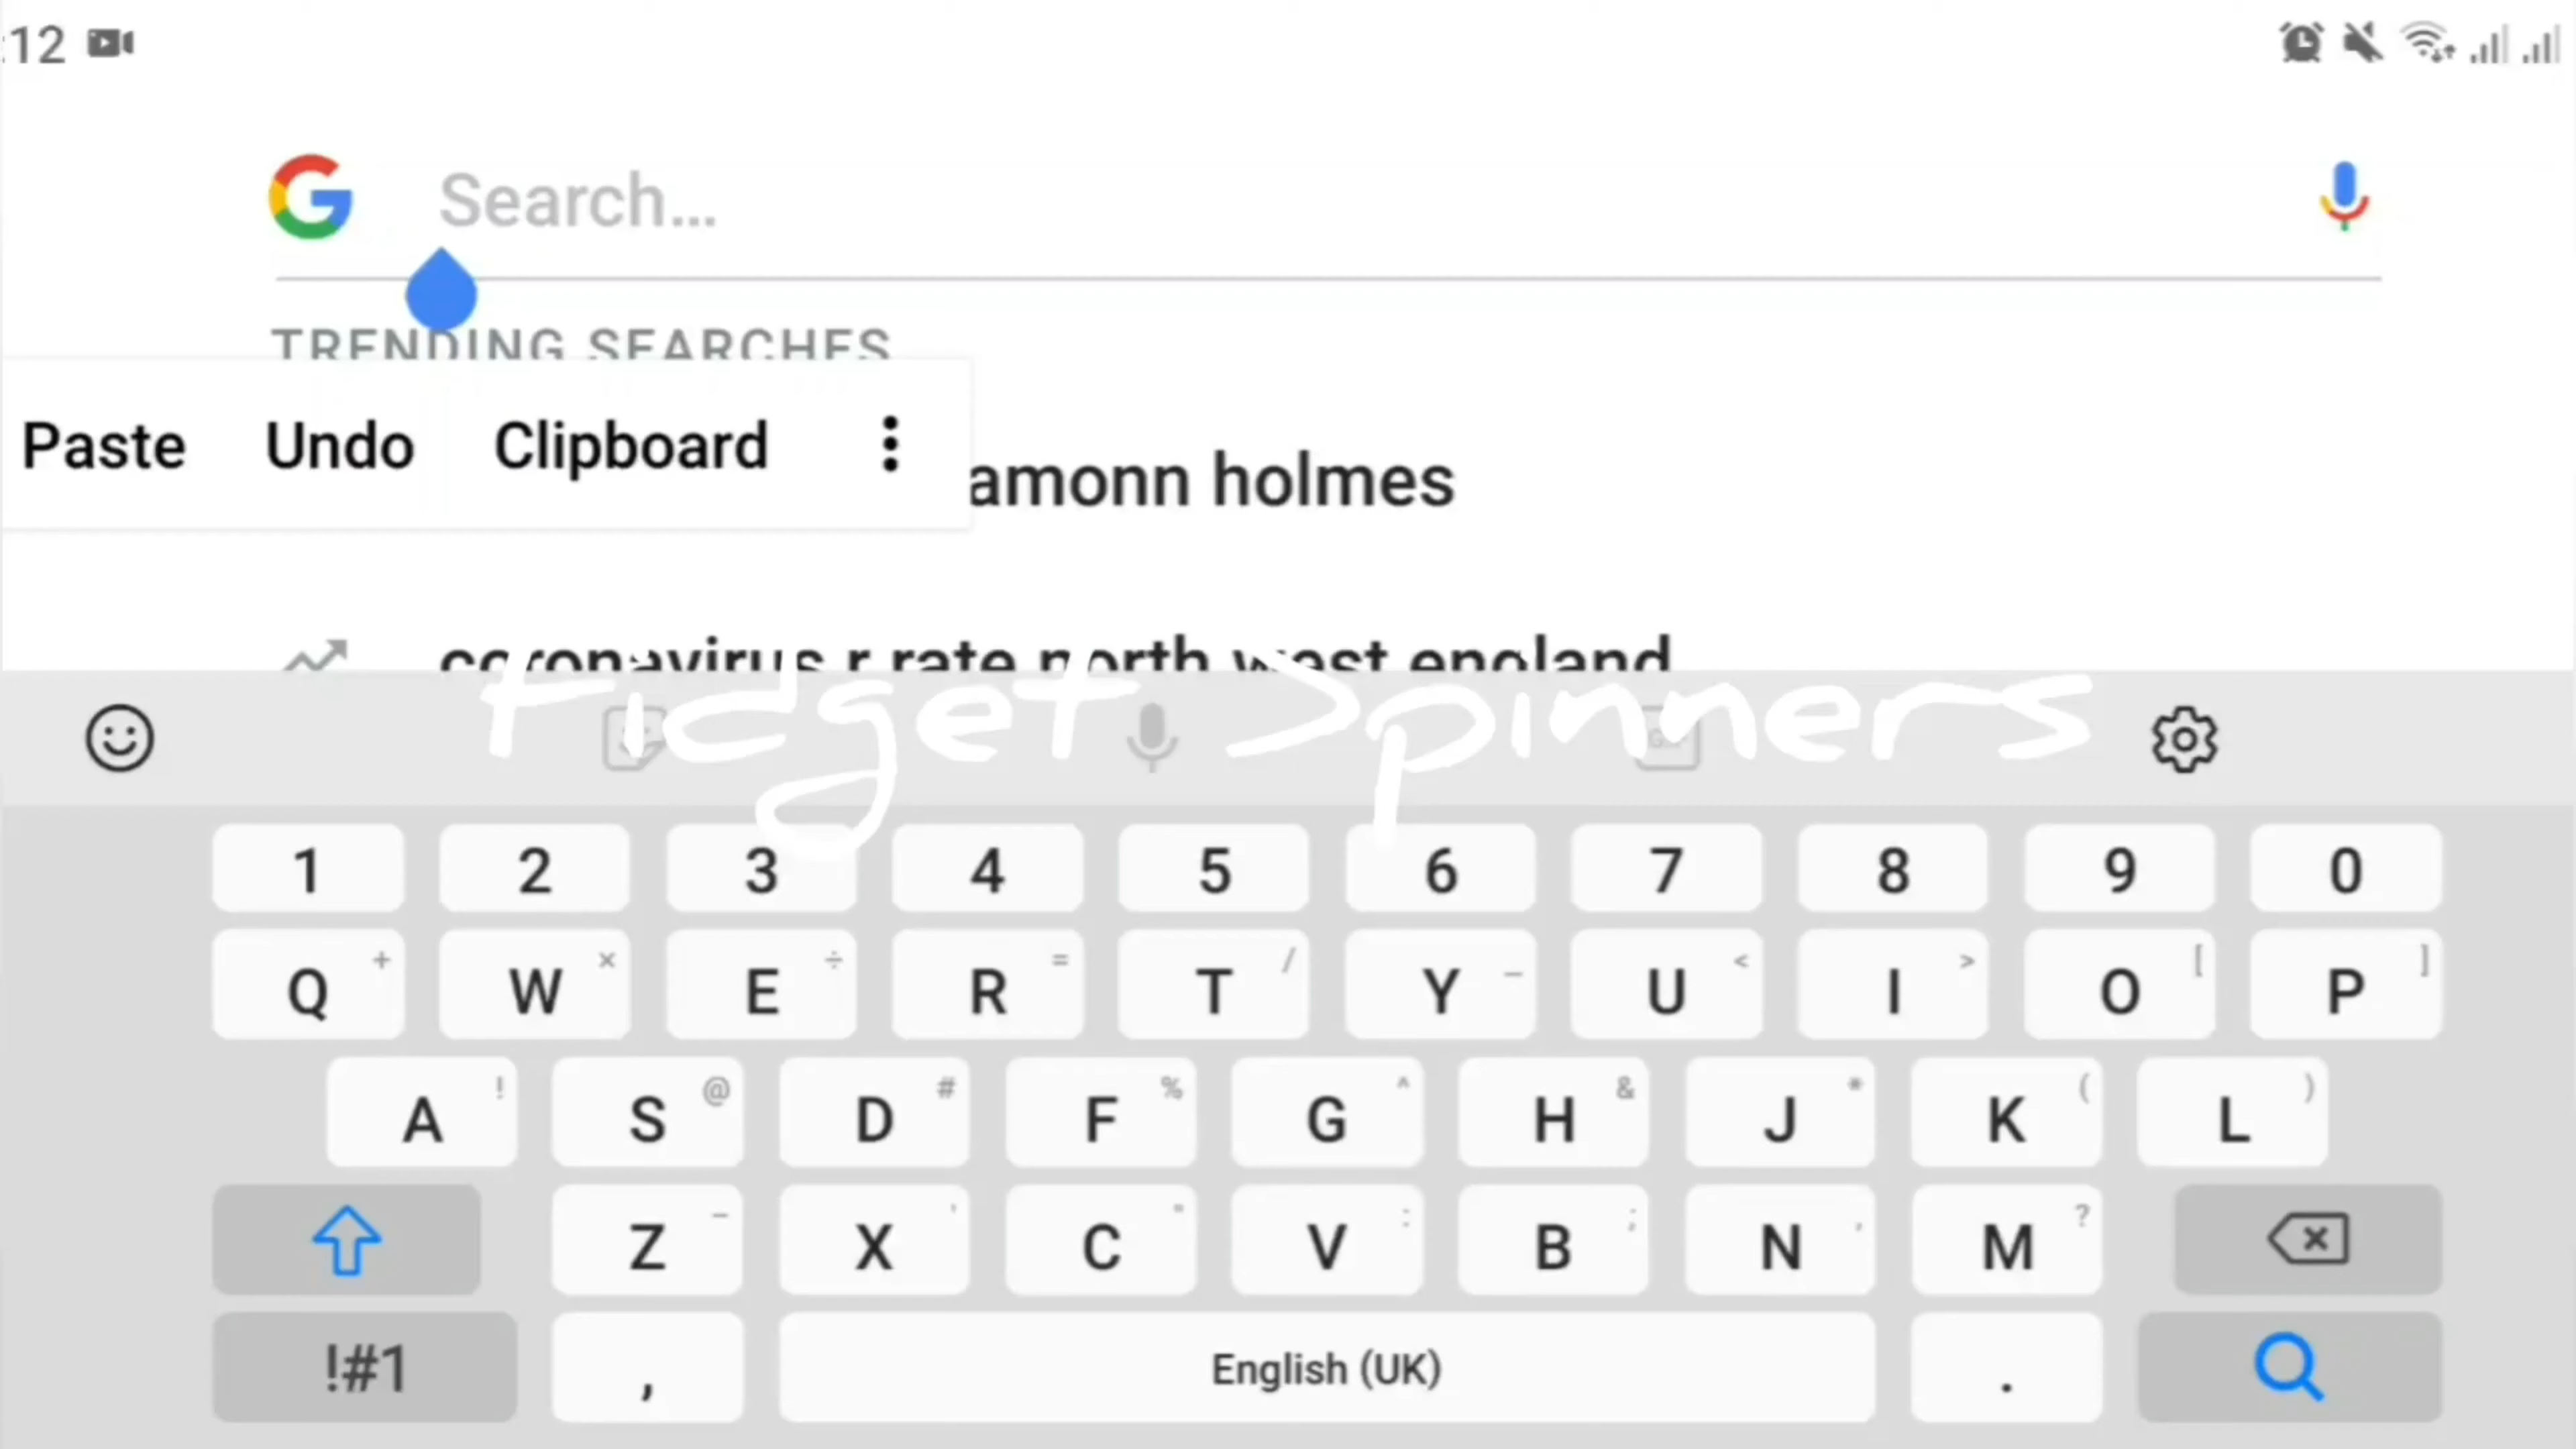 :12
Search...
TRENDING SEARCHES
Paste Undo Clipboard
amonn holmes
coronavirus r rate north west england
Fidget Spinners
1 2 3 4 5 6 7 8 9 0
Q + W × E ÷ R = T / Y _ U < I > O [ P ]
A ! S @ D # F % G ^ H & J * K ( L )
Z - X ' C " V : B ; N , M ?
!#1 , English (UK) .